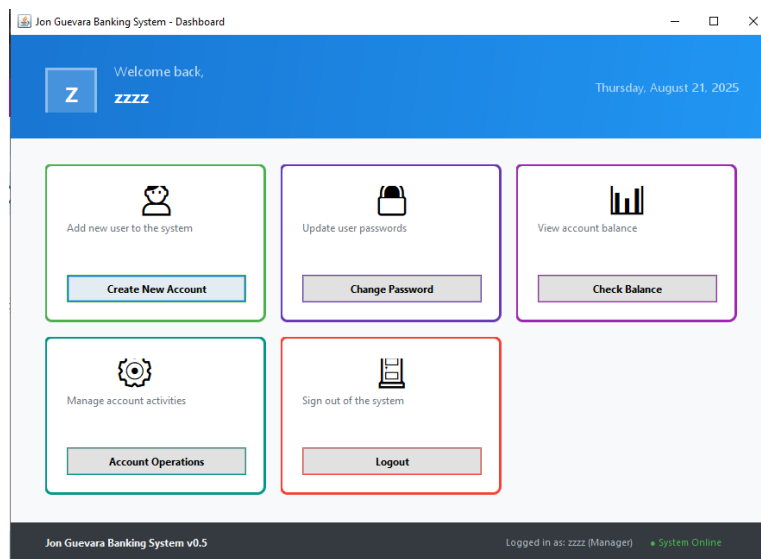 Jon Guevara Banking System - Dashboard
Z
Welcome back,
zzzz
Thursday, August 21, 2025
Add new user to the system
Create New Account
Update user passwords
Change Password
View account balance
Check Balance
Manage account activities
Account Operations
Sign out of the system
Logout
Jon Guevara Banking System v0.5
Logged in as: zzzz (Manager)
● System Online